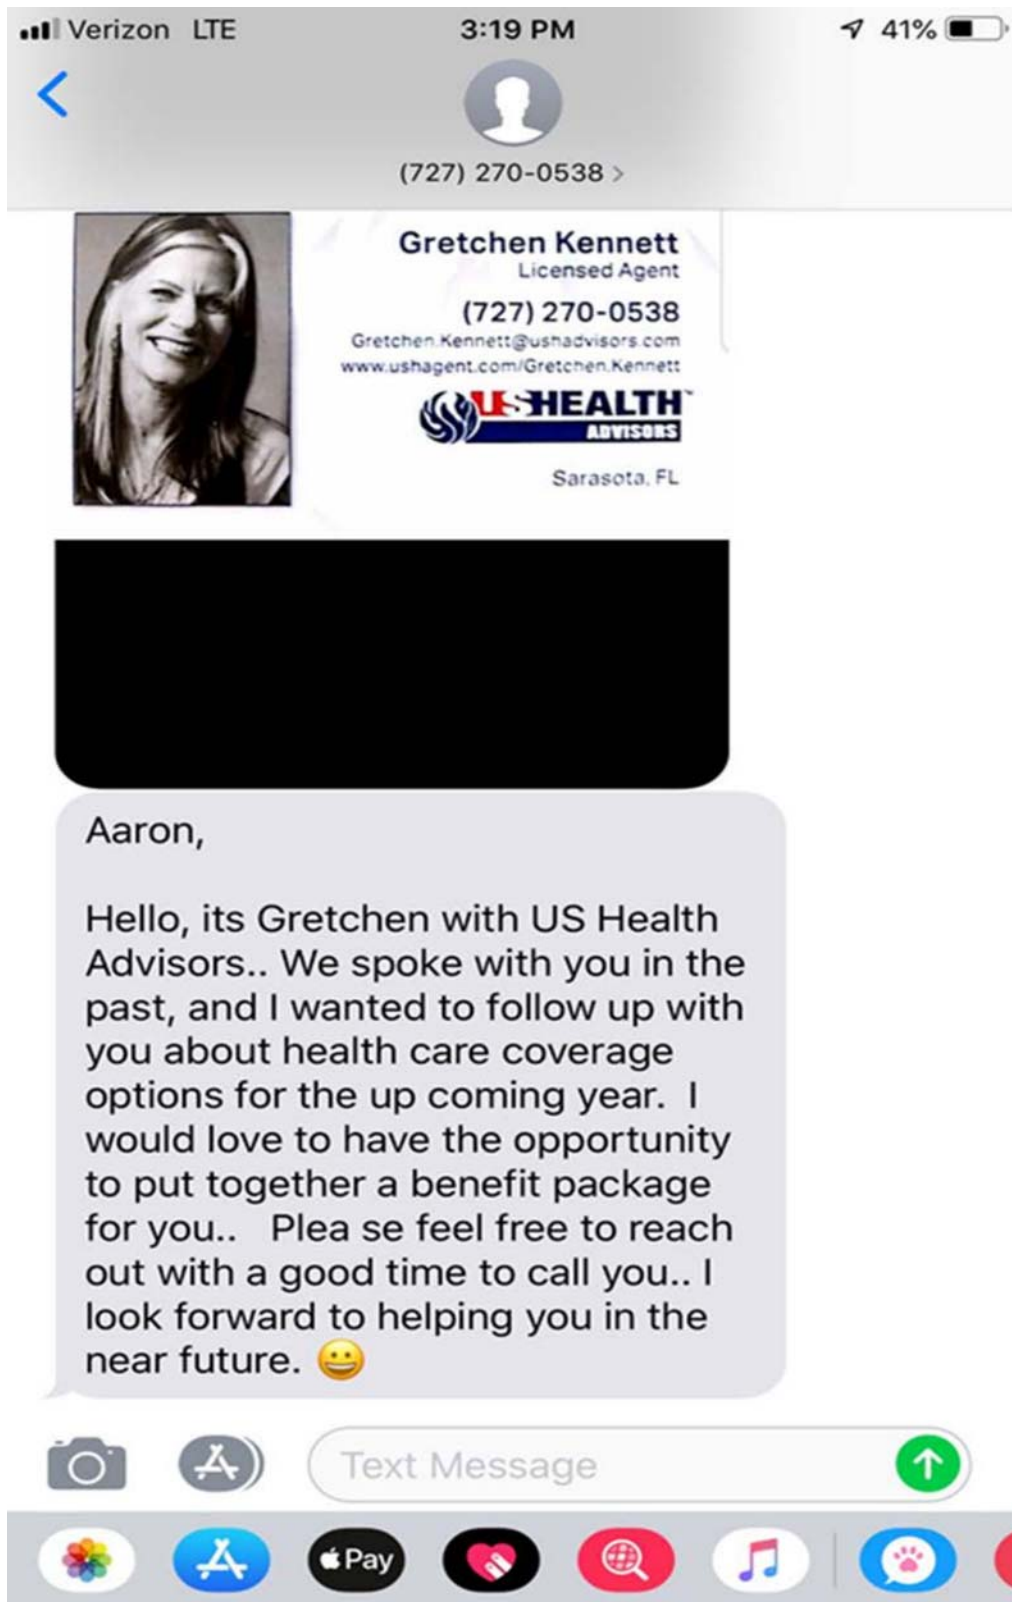 Verizon LTE 3:19 PM 41%
(727) 270-0538 >
Gretchen Kennett
Licensed Agent
(727) 270-0538
Gretchen.Kennett@ushadvisors.com
www.ushagent.com/Gretchen.Kennett
USHEALTH™
ADVISORS
Sarasota, FL
Aaron,
Hello, its Gretchen with US Health
Advisors.. We spoke with you in the
past, and I wanted to follow up with
you about health care coverage
options for the up coming year.  I
would love to have the opportunity
to put together a benefit package
for you..   Plea se feel free to reach
out with a good time to call you.. I
look forward to helping you in the
near future. 😀
Text Message
Pay